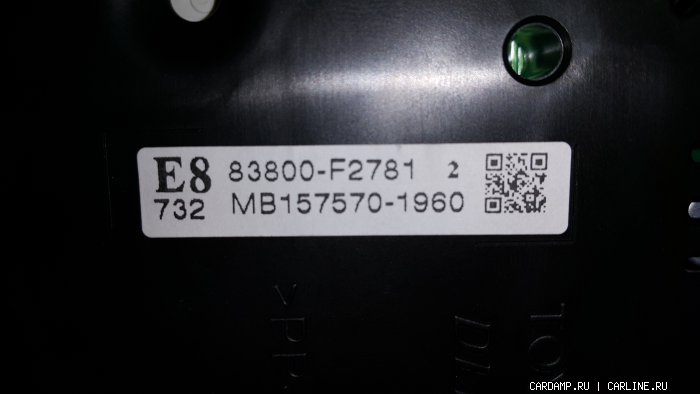 E8 83800-F2781 2
732 MB157570-1960
CARDAMP.RU | CARLINE.RU